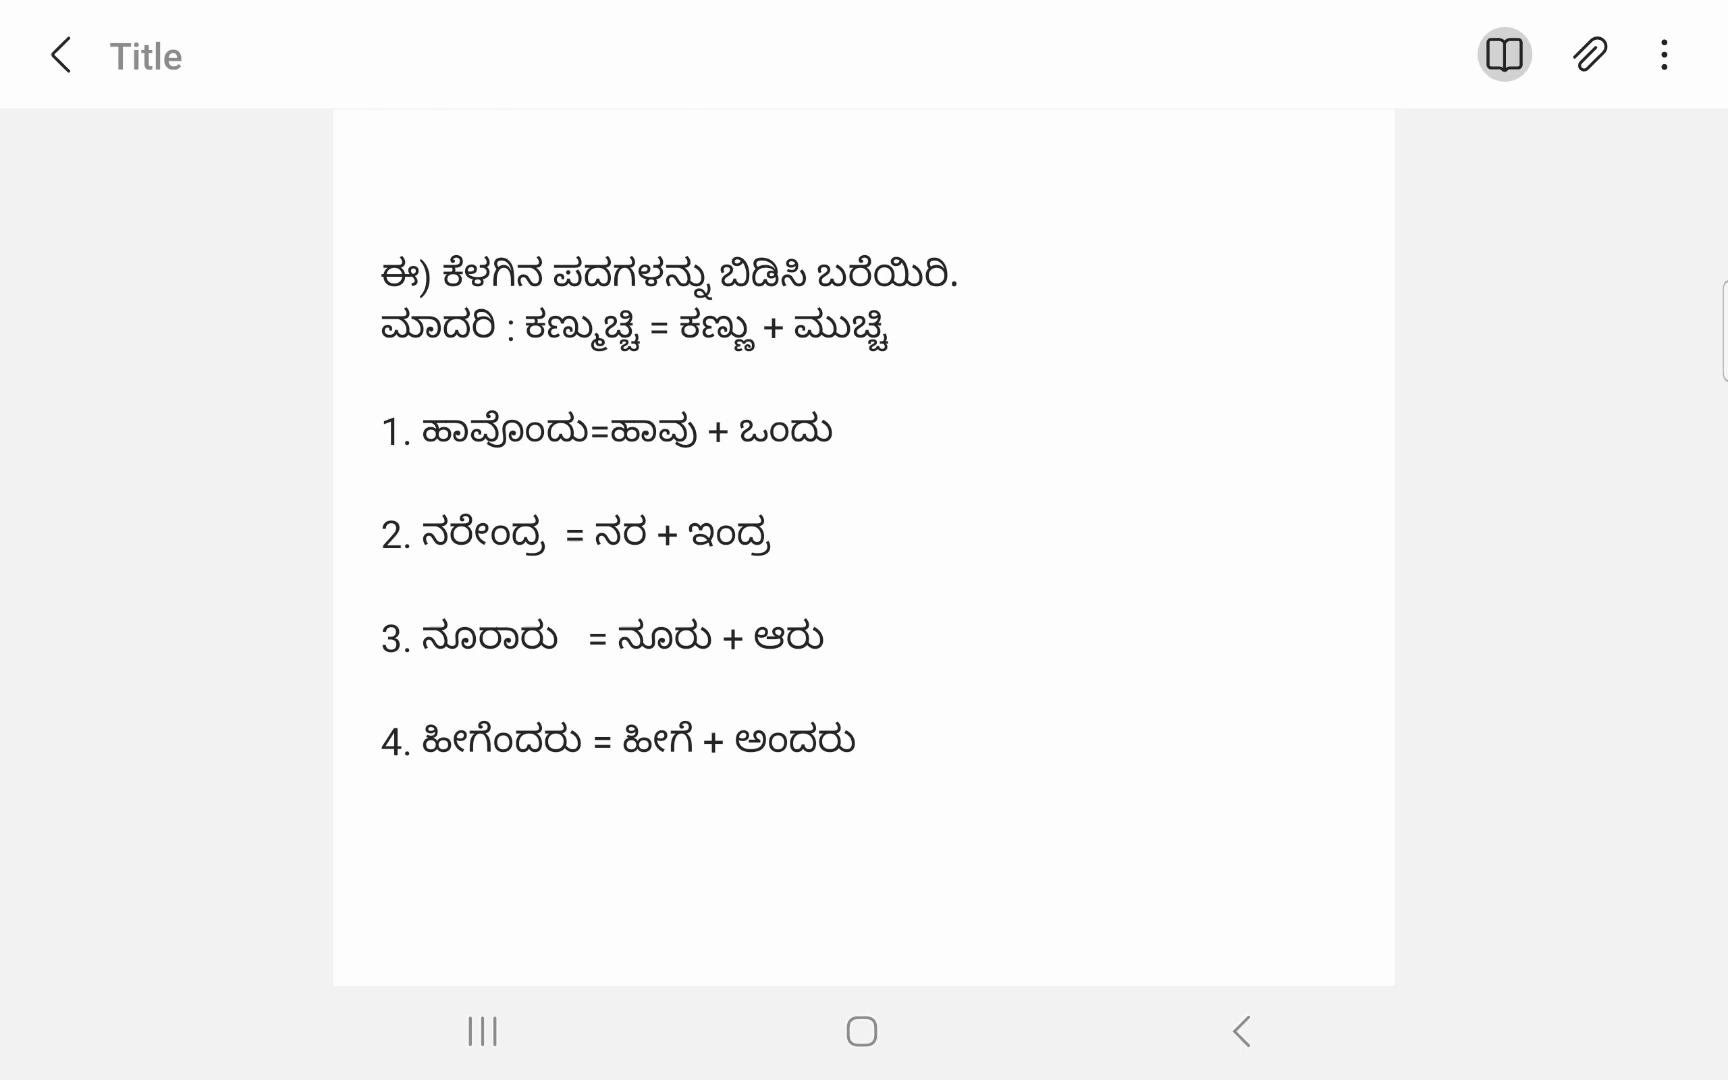 Title
ಈ) ಕೆಳಗಿನ ಪದಗಳನ್ನು ಬಿಡಿಸಿ ಬರೆಯಿರಿ.
ಮಾದರಿ : ಕಣ್ಮುಚ್ಚಿ = ಕಣ್ಣು + ಮುಚ್ಚಿ
1. ಹಾವೊಂದು=ಹಾವು + ಒಂದು
2. ನರೇಂದ್ರ = ನರ + ಇಂದ್ರ
3. ನೂರಾರು = ನೂರು + ಆರು
4. ಹೀಗೆಂದರು = ಹೀಗೆ + ಅಂದರು